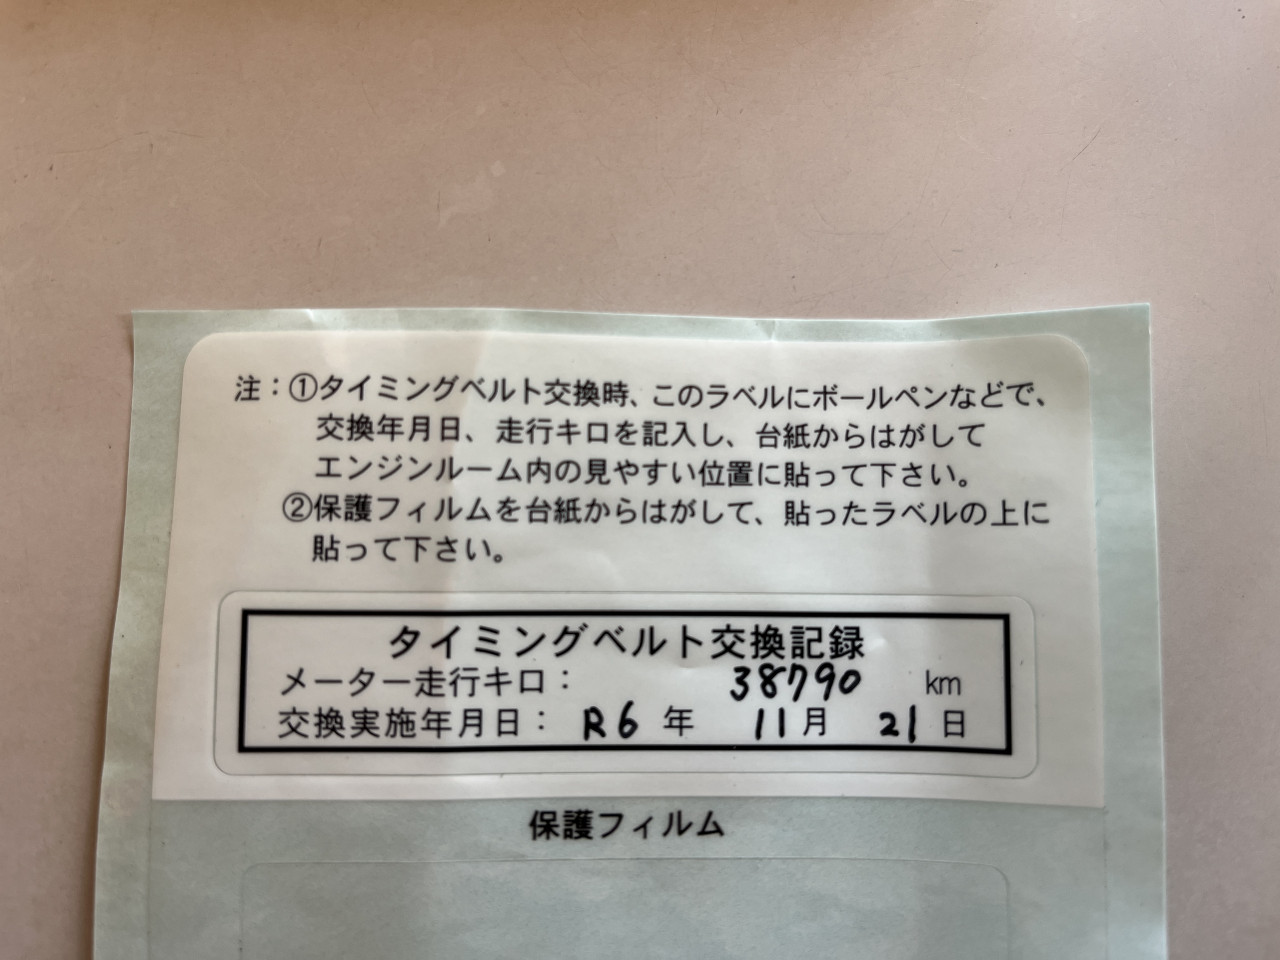 注：①タイミングベルト交換時、このラベルにボールペンなどで、
交換年月日、走行キロを記入し、台紙からはがして
エンジンルーム内の見やすい位置に貼って下さい。
②保護フィルムを台紙からはがして、貼ったラベルの上に
貼って下さい。
タイミングベルト交換記録
メーター走行キロ： 38790 km
交換実施年月日： R6 年 11月 21日
保護フィルム